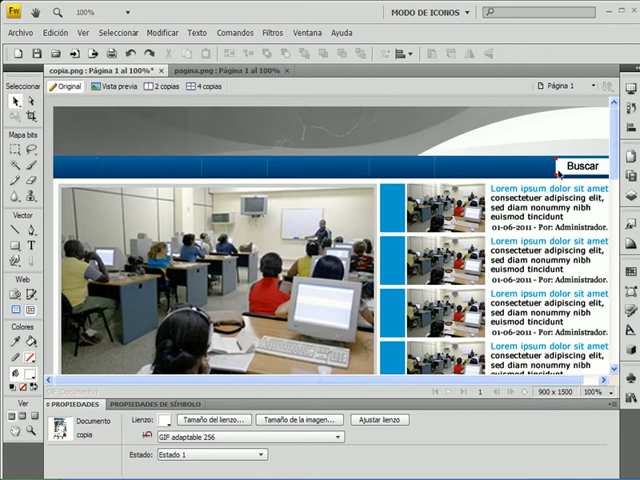 Fw
100%
MODO DE ICONOS
Archivo Edición Ver Seleccionar Modificar Texto Comandos Filtros Ventana Ayuda
copia.png : Página 1 al 100%*
pagina.png : Página 1 al 100%
Original Vista previa 2 copias 4 copias
Página 1
Seleccionar
Mapa bits
Vector
Web
Colores
Ver
Buscar
Lorem ipsum dolor sit amet
consectetuer adipiscing elit,
sed diam nonummy nibh
euismod tincidunt
01-06-2011 - Por: Administrador.
Lorem ipsum dolor sit amet
consectetuer adipiscing elit,
sed diam nonummy nibh
euismod tincidunt
01-06-2011 - Por: Administrador.
Lorem ipsum dolor sit amet
consectetuer adipiscing elit,
sed diam nonummy nibh
euismod tincidunt
01-06-2011 - Por: Administrador.
Lorem ipsum dolor sit amet
consectetuer adipiscing elit,
sed diam nonummy nibh
1
900 x 1500
100%
PROPIEDADES
PROPIEDADES DE SÍMBOLO
Documento
copia
Lienzo:
Tamaño del lienzo...
Tamaño de la imagen...
Ajustar lienzo
GIF adaptable 256
Estado: Estado 1